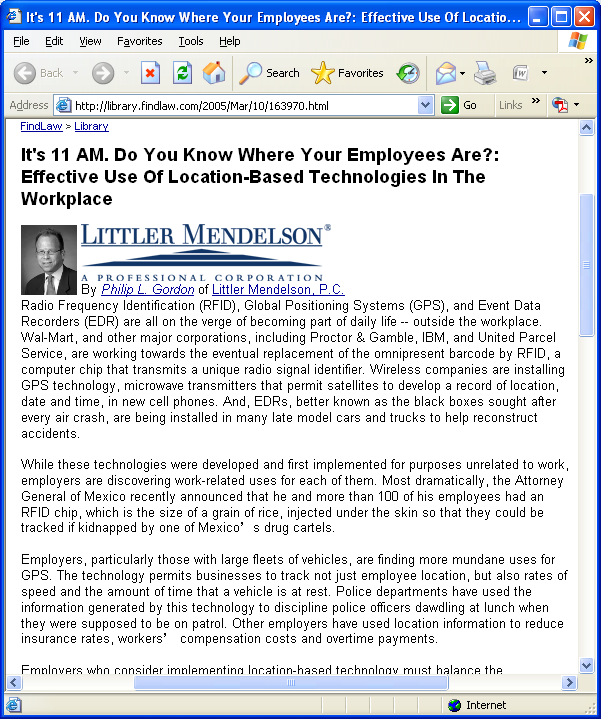 It's 11 AM. Do You Know Where Your Employees Are?: Effective Use Of Locatio...
File Edit View Favorites Tools Help
Back Search Favorites
Address http://library.findlaw.com/2005/Mar/10/163970.html Go Links
FindLaw > Library
It's 11 AM. Do You Know Where Your Employees Are?:
Effective Use Of Location-Based Technologies In The
Workplace
LITTLER MENDELSON®
A PROFESSIONAL CORPORATION
By Philip L. Gordon of Littler Mendelson, P.C.
Radio Frequency Identification (RFID), Global Positioning Systems (GPS), and Event Data
Recorders (EDR) are all on the verge of becoming part of daily life -- outside the workplace.
Wal-Mart, and other major corporations, including Proctor & Gamble, IBM, and United Parcel
Service, are working towards the eventual replacement of the omnipresent barcode by RFID, a
computer chip that transmits a unique radio signal identifier. Wireless companies are installing
GPS technology, microwave transmitters that permit satellites to develop a record of location,
date and time, in new cell phones. And, EDRs, better known as the black boxes sought after
every air crash, are being installed in many late model cars and trucks to help reconstruct
accidents.
While these technologies were developed and first implemented for purposes unrelated to work,
employers are discovering work-related uses for each of them. Most dramatically, the Attorney
General of Mexico recently announced that he and more than 100 of his employees had an
RFID chip, which is the size of a grain of rice, injected under the skin so that they could be
tracked if kidnapped by one of Mexico’s drug cartels.
Employers, particularly those with large fleets of vehicles, are finding more mundane uses for
GPS. The technology permits businesses to track not just employee location, but also rates of
speed and the amount of time that a vehicle is at rest. Police departments have used the
information generated by this technology to discipline police officers dawdling at lunch when
they were supposed to be on patrol. Other employers have used location information to reduce
insurance rates, workers’ compensation costs and overtime payments.
Employers who consider implementing location-based technology must balance the
Internet